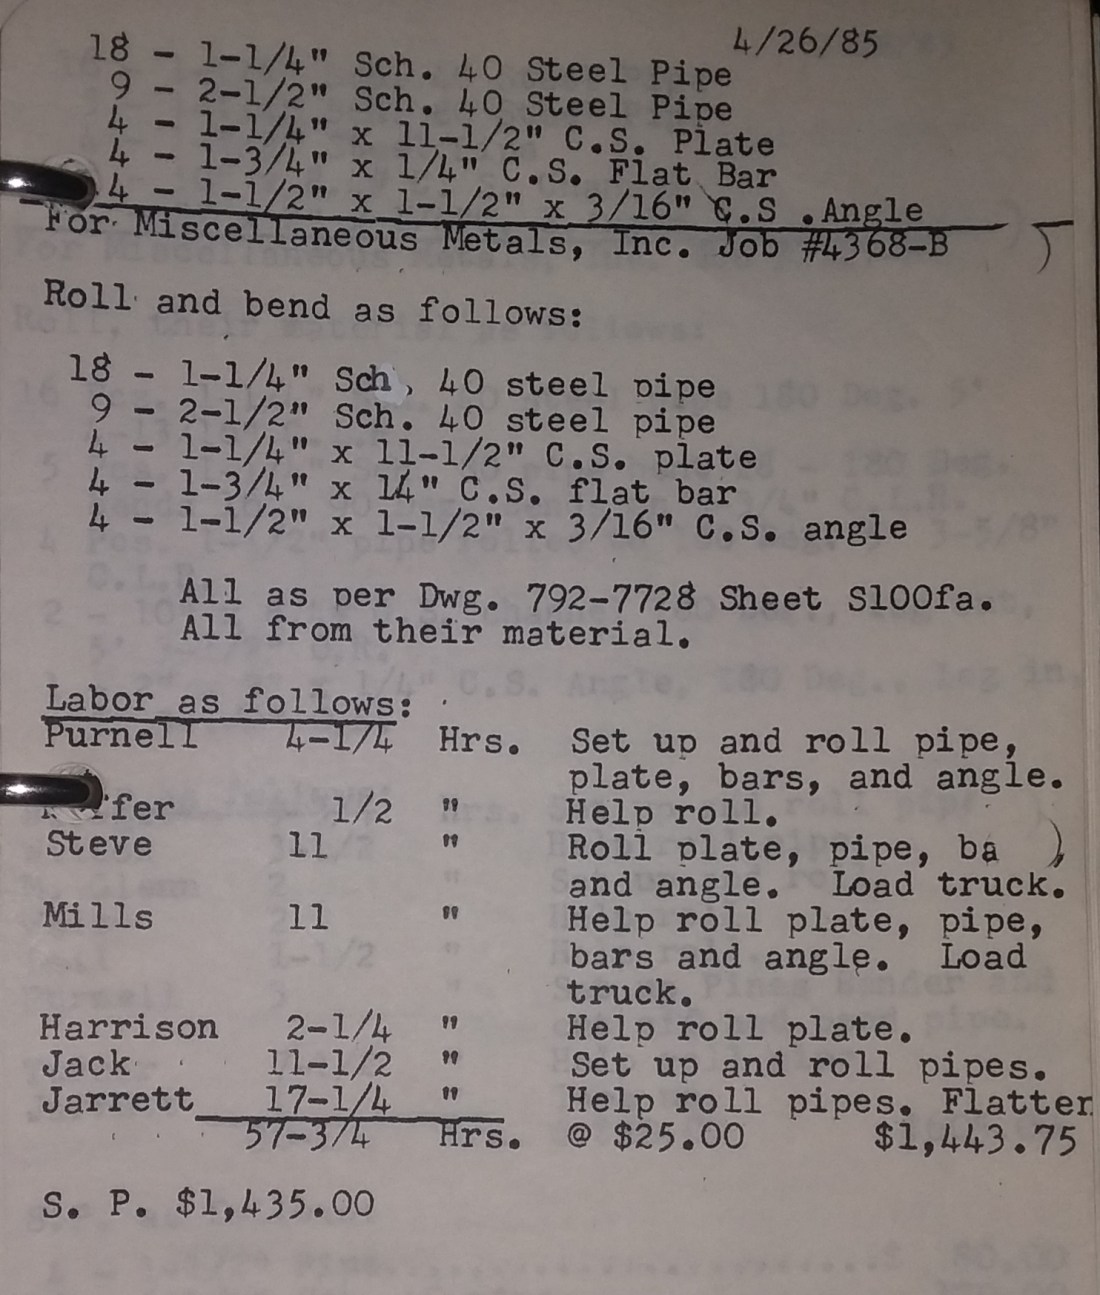 4/26/85
18 - 1-1/4" Sch. 40 Steel Pipe
9 - 2-1/2" Sch. 40 Steel Pipe
4 - 1-1/4" x 11-1/2" C.S. Plate
4 - 1-3/4" x 1/4" C.S. Flat Bar
4 - 1-1/2" x 1-1/2" x 3/16" C.S .Angle
For Miscellaneous Metals, Inc. Job #4368-B
Roll and bend as follows:
18 - 1-1/4" Sch, 40 steel pipe
9 - 2-1/2" Sch. 40 steel pipe
4 - 1-1/4" x 11-1/2" C.S. plate
4 - 1-3/4" x 14" C.S. flat bar
4 - 1-1/2" x 1-1/2" x 3/16" C.S. angle
All as per Dwg. 792-7728 Sheet S100fa.
All from their material.
Labor as follows:
Purnell 4-1/4 Hrs. Set up and roll pipe,
plate, bars, and angle.
1/2 " Help roll.
Steve 11 " Roll plate, pipe, ba ,
and angle. Load truck.
Mills 11 " Help roll plate, pipe,
bars and angle. Load
truck.
Harrison 2-1/4 " Help roll plate.
Jack 11-1/2 " Set up and roll pipes.
Jarrett 17-1/4 " Help roll pipes. Flatten
57-3/4 Hrs. @ $25.00 $1,443.75
S. P. $1,435.00